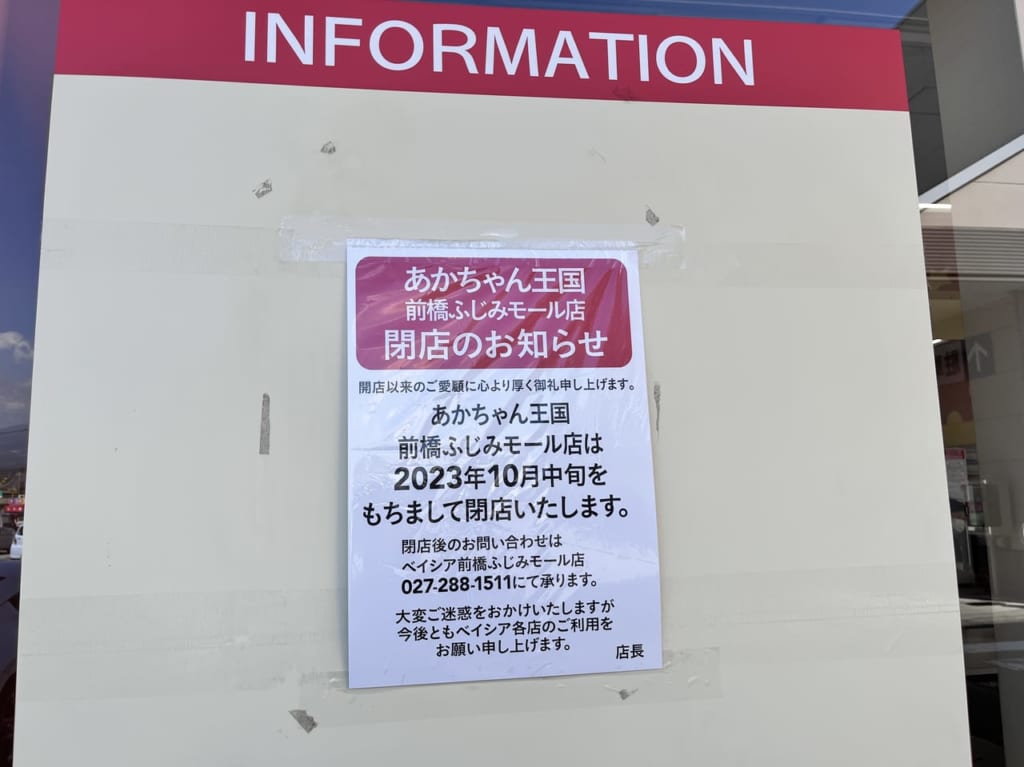 INFORMATION
あかちゃん王国
前橋ふじみモール店
閉店のお知らせ
開店以来のご愛顧に心より厚く御礼申し上げます。
あかちゃん王国
前橋ふじみモール店は
2023年10月中旬を
もちまして閉店いたします。
閉店後のお問い合わせは
ベイシア前橋ふじみモール店
027-288-1511にて承ります。
大変ご迷惑をおかけいたしますが
今後ともベイシア各店のご利用を
お願い申し上げます。
店長